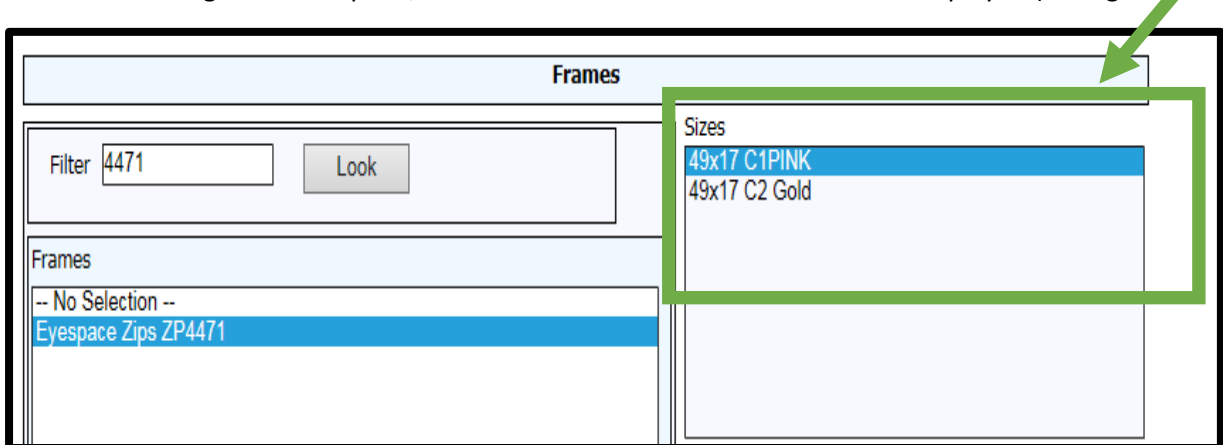 Frames
Filter 4471 Look
Sizes
49x17 C1PINK
49x17 C2 Gold
Frames
-- No Selection --
Eyespace Zips ZP4471